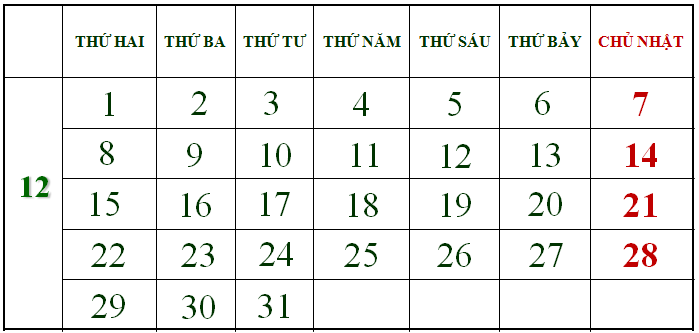 THỨ HAI THỨ BA THỨ TƯ THỨ NĂM THỨ SÁU THỨ BẢY CHỦ NHẬT
1 2 3 4 5 6 7
8 9 10 11 12 13 14
12
15 16 17 18 19 20 21
22 23 24 25 26 27 28
29 30 31